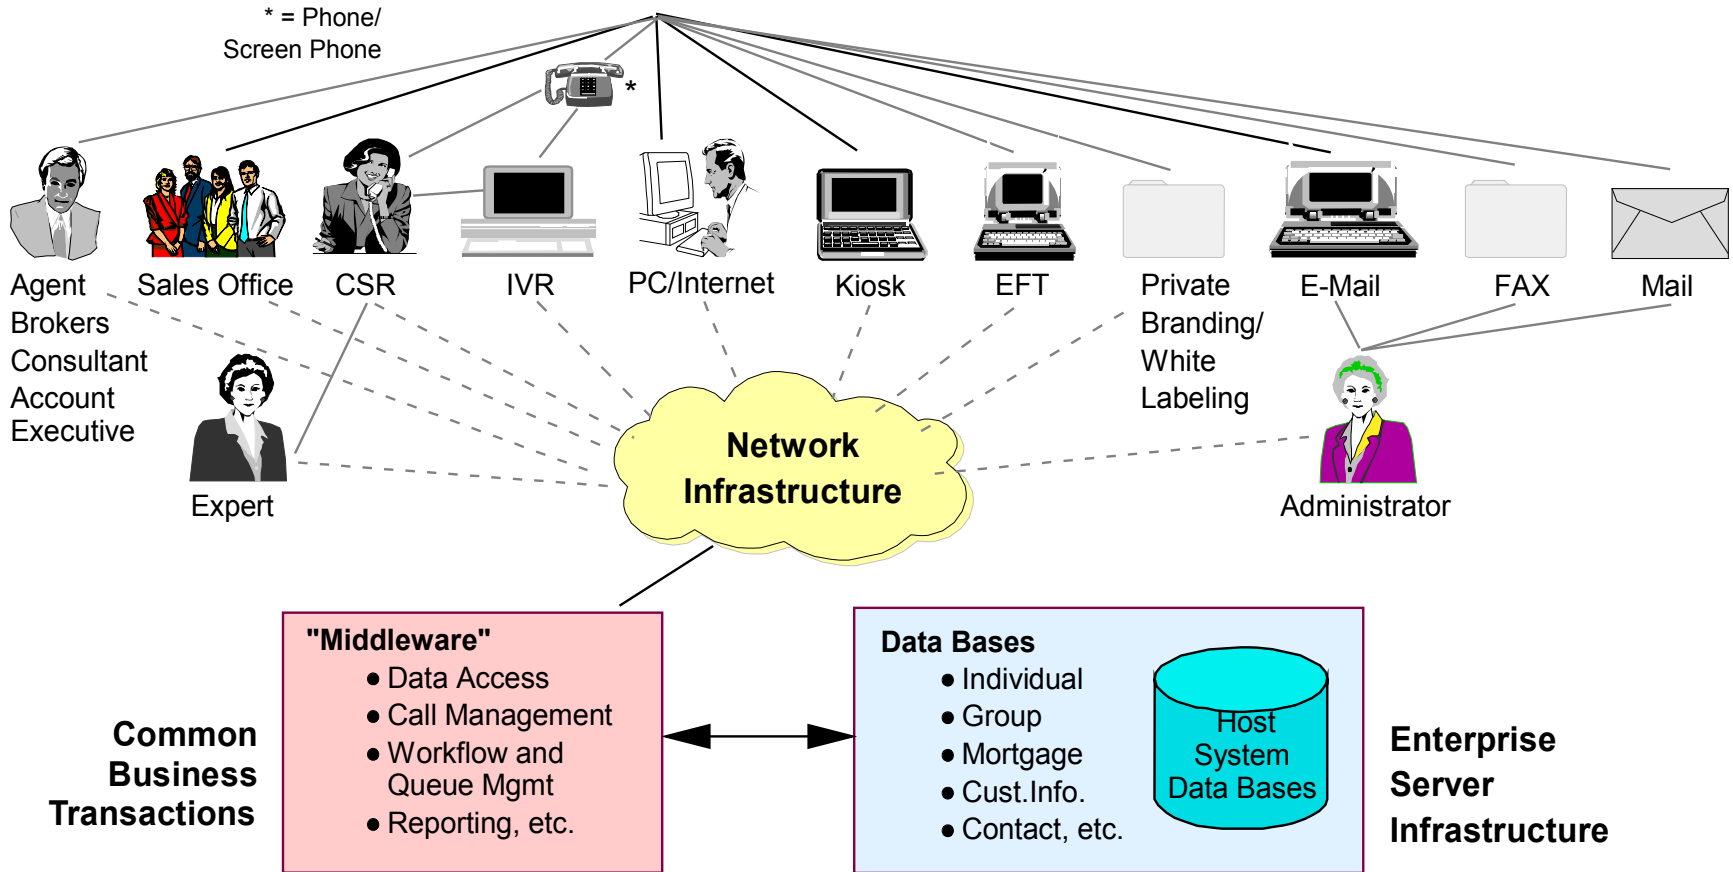 * = Phone/
Screen Phone
*
Agent
Brokers
Consultant
Account
Executive
Sales Office
CSR
IVR
PC/Internet
Kiosk
EFT
Private
Branding/
White
Labeling
E-Mail
FAX
Mail
Expert
Network
Infrastructure
Administrator
Common
Business
Transactions
"Middleware"
• Data Access
• Call Management
• Workflow and
Queue Mgmt
• Reporting, etc.
Data Bases
• Individual
• Group
• Mortgage
• Cust.Info.
• Contact, etc.
Host
System
Data Bases
Enterprise
Server
Infrastructure